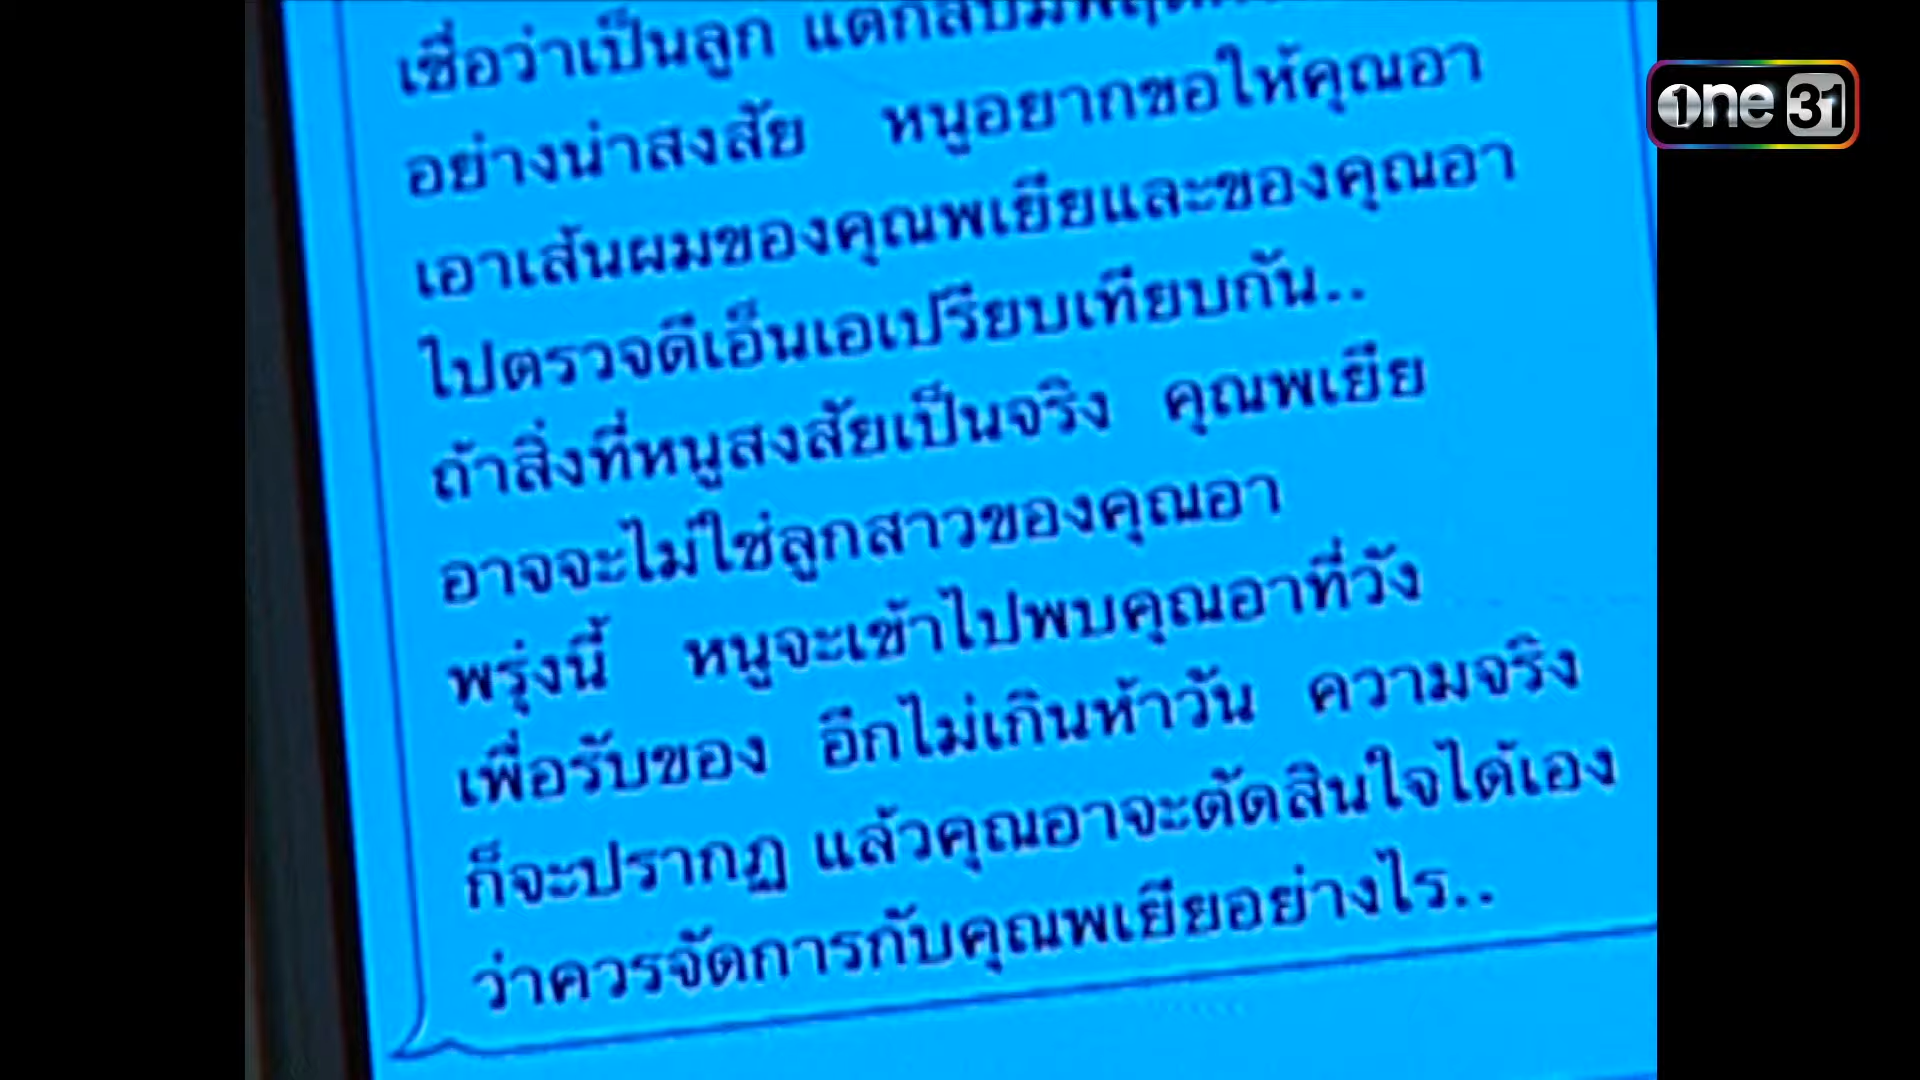 เชื่อว่าเป็นลูก
อย่างน่าสงสัย หนูอยากขอให้คุณอา
เอาเส้นผมของคุณพเยียและของคุณอา
ไปตรวจดีเอ็นเอเปรียบเทียบกัน..
ถ้าสิ่งที่หนูสงสัยเป็นจริง คุณพเยีย
อาจจะไม่ใช่ลูกสาวของคุณอา
พรุ่งนี้ หนูจะเข้าไปพบคุณอาที่วัง
เพื่อรับของ อีกไม่เกินห้าวัน ความจริง
ก็จะปรากฏ แล้วคุณอาจะตัดสินใจได้เอง
ว่าควรจัดการกับคุณพเยียอย่างไร..
one 31